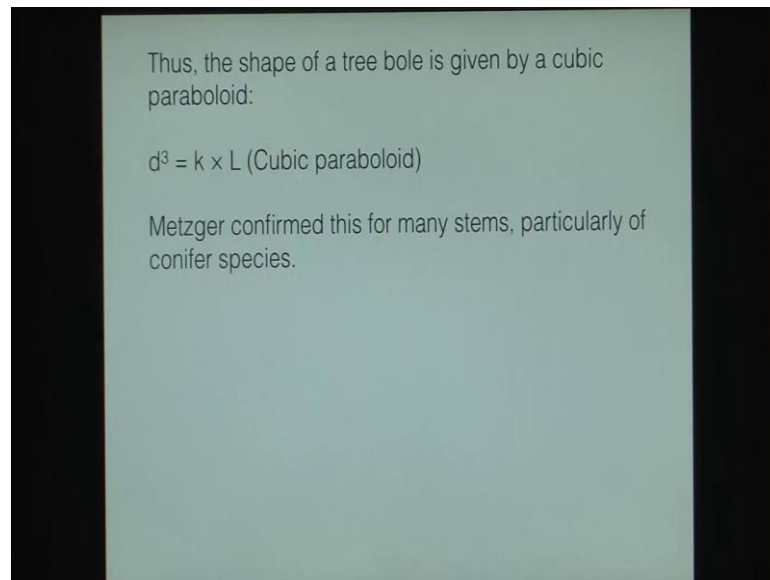 Thus, the shape of a tree bole is given by a cubic
paraboloid:
d³ = k × L (Cubic paraboloid)
Metzger confirmed this for many stems, particularly of
conifer species.